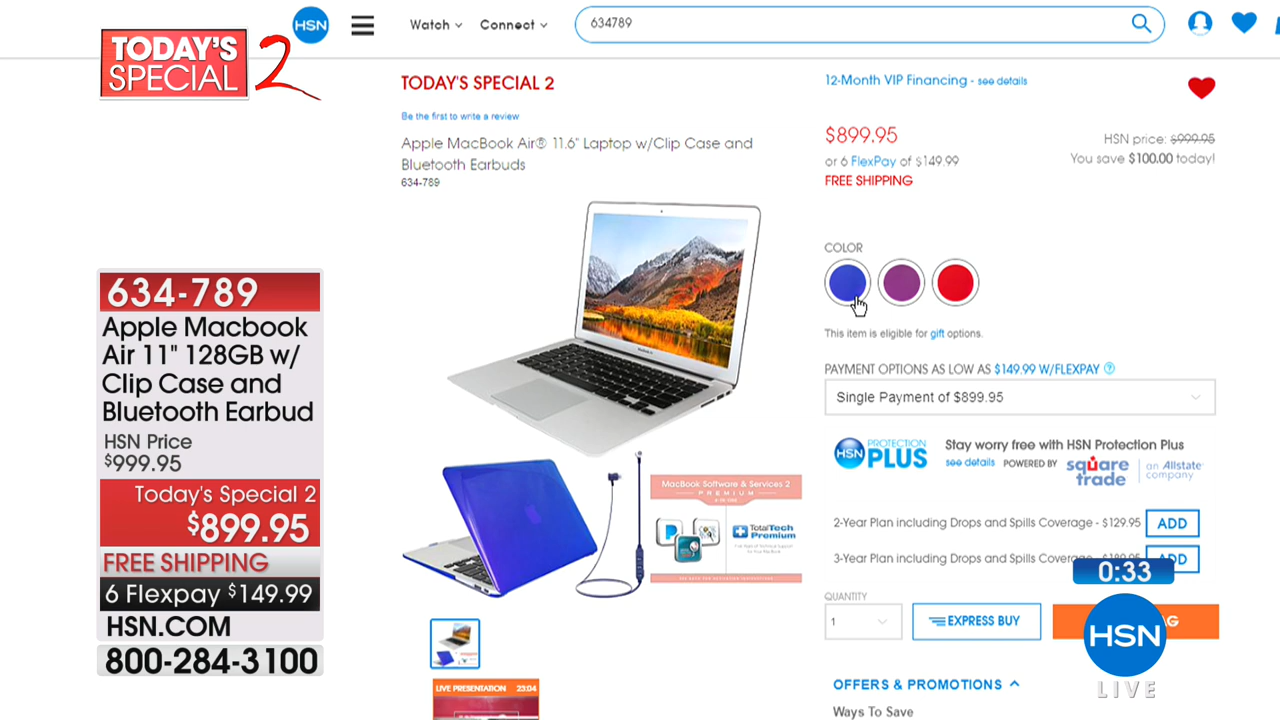 TODAY'S
SPECIAL 2
HSN
Watch
Connect
634789
TODAY'S SPECIAL 2
Be the first to write a review
Apple MacBook Air® 11.6" Laptop w/Clip Case and
Bluetooth Earbuds
634-789
12-Month VIP Financing - see details
$899.95
HSN price: $999.95
or 6 FlexPay of $149.99
You save $100.00 today!
FREE SHIPPING
COLOR
This item is eligible for gift options.
PAYMENT OPTIONS AS LOW AS $149.99 W/FLEXPAY ?
Single Payment of $899.95
HSN PROTECTION
PLUS
Stay worry free with HSN Protection Plus
see details POWERED BY
square
trade
an Allstate
company
2-Year Plan including Drops and Spills Coverage - $129.95 ADD
3-Year Plan including Drops and Spills Coverage - $189.95 ADD
QUANTITY
1
EXPRESS BUY
OFFERS & PROMOTIONS
Ways To Save
634-789
Apple Macbook
Air 11" 128GB w/
Clip Case and
Bluetooth Earbud
HSN Price
$999.95
Today's Special 2
$899.95
FREE SHIPPING
6 Flexpay $149.99
HSN.COM
800-284-3100
MacBook Software & Services 2
PREMIUM
TotalTech
Premium
LIVE PRESENTATION 23:04
0:33
HSN
LIVE